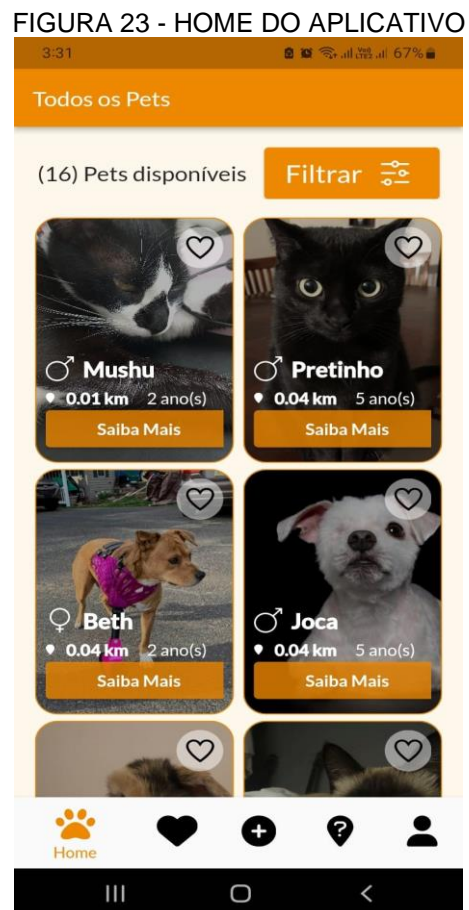 FIGURA 23 - HOME DO APLICATIVO
3:31 67%
Todos os Pets
(16) Pets disponíveis Filtrar
Mushu
0.01 km 2 ano(s)
Saiba Mais
Pretinho
0.04 km 5 ano(s)
Saiba Mais
Beth
0.04 km 2 ano(s)
Saiba Mais
Joca
0.04 km 5 ano(s)
Saiba Mais
Home